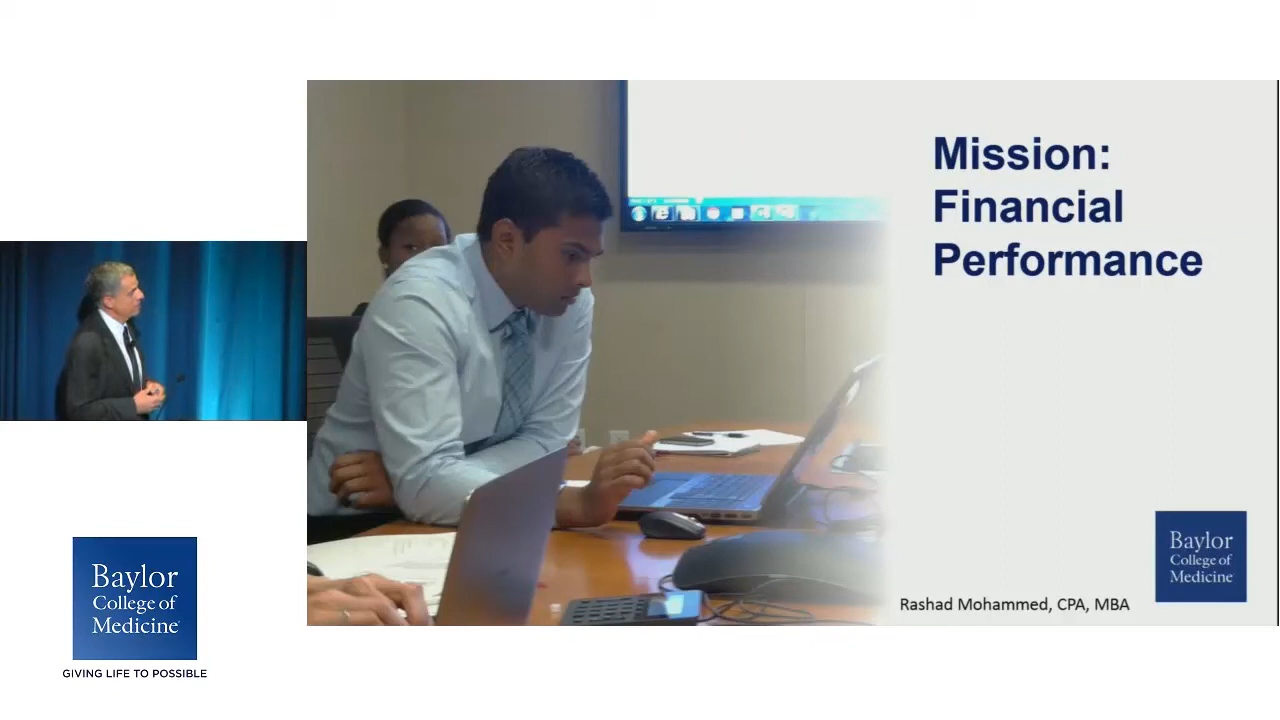 Mission:
Financial
Performance
Baylor
College of
Medicine
Rashad Mohammed, CPA, MBA
Baylor
College of
Medicine
GIVING LIFE TO POSSIBLE